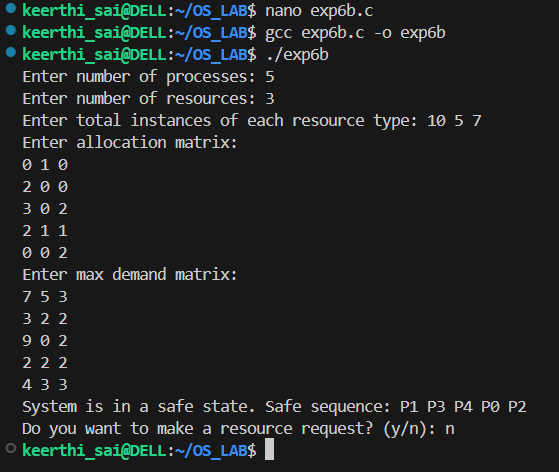 keerthi_sai@DELL:~/OS_LAB$ nano exp6b.c
keerthi_sai@DELL:~/OS_LAB$ gcc exp6b.c -o exp6b
keerthi_sai@DELL:~/OS_LAB$ ./exp6b
Enter number of processes: 5
Enter number of resources: 3
Enter total instances of each resource type: 10 5 7
Enter allocation matrix:
0 1 0
2 0 0
3 0 2
2 1 1
0 0 2
Enter max demand matrix:
7 5 3
3 2 2
9 0 2
2 2 2
4 3 3
System is in a safe state. Safe sequence: P1 P3 P4 P0 P2
Do you want to make a resource request? (y/n): n
keerthi_sai@DELL:~/OS_LAB$